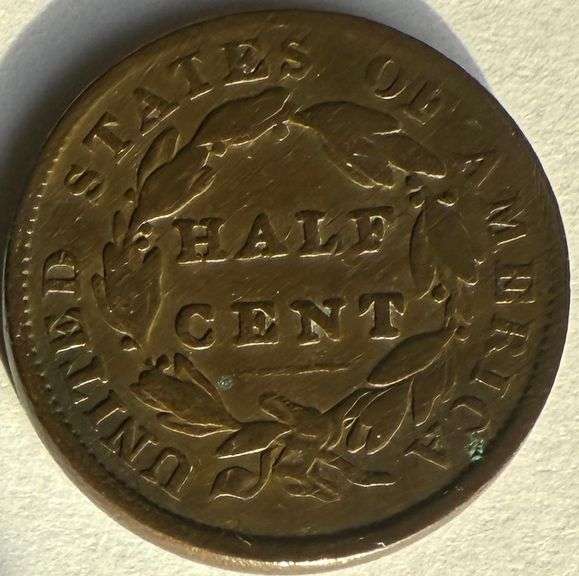 UNITED STATES OF AMERICA
HALF
CENT